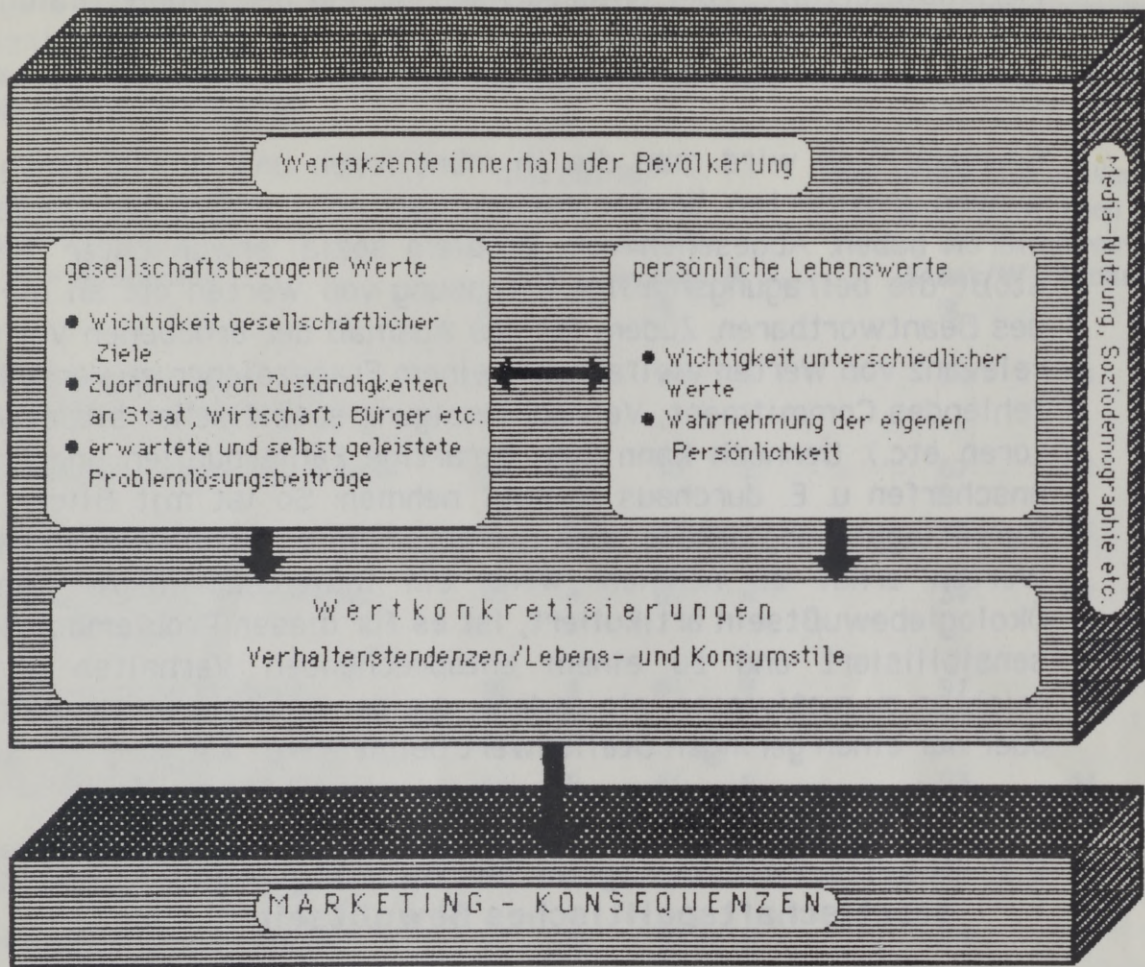 Wertakzente innerhalb der Bevölkerung
gesellschaftsbezogene Werte
● Wichtigkeit gesellschaftlicher
Ziele
● Zuordnung von Zuständigkeiten
an Staat, Wirtschaft, Bürger etc.
● erwartete und selbst geleistete
Problemlösungsbeiträge
persönliche Lebenswerte
● Wichtigkeit unterschiedlicher
Werte
● Wahrnehmung der eigenen
Persönlichkeit
Media-Nutzung, Soziodemographie etc.
Wertkonkretisierungen
Verhaltenstendenzen/Lebens- und Konsumstile
MARKETING - KONSEQUENZEN